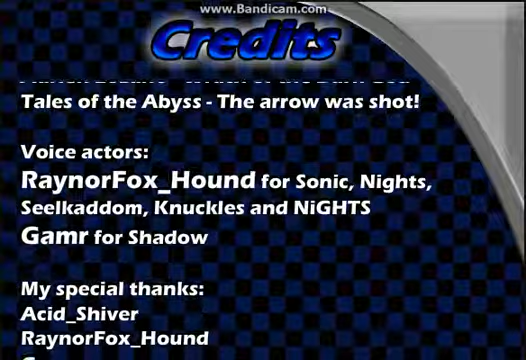 www.Bandicam.com
Credits
Tales of the Abyss - The arrow was shot!
Voice actors:
RaynorFox_Hound for Sonic, Nights,
Seelkaddom, Knuckles and NiGHTS
Gamr for Shadow
My special thanks:
Acid_Shiver
RaynorFox_Hound